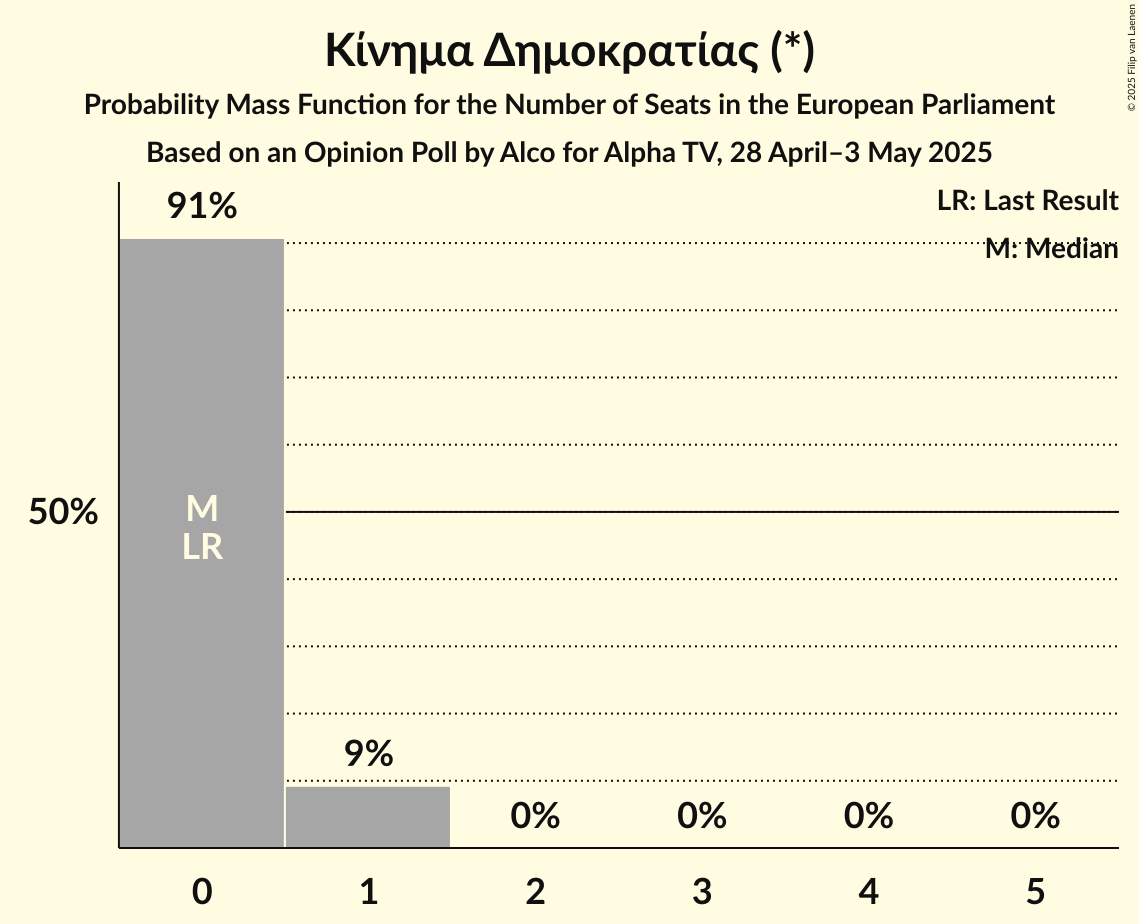 Κίνημα Δημοκρατίας (*)
Probability Mass Function for the Number of Seats in the European Parliament
Based on an Opinion Poll by Alco for Alpha TV, 28 April–3 May 2025
© 2025 Filip van Laenen
LR: Last Result
M: Median
91%
50%
M
LR
9%
0% 0% 0% 0%
0 1 2 3 4 5